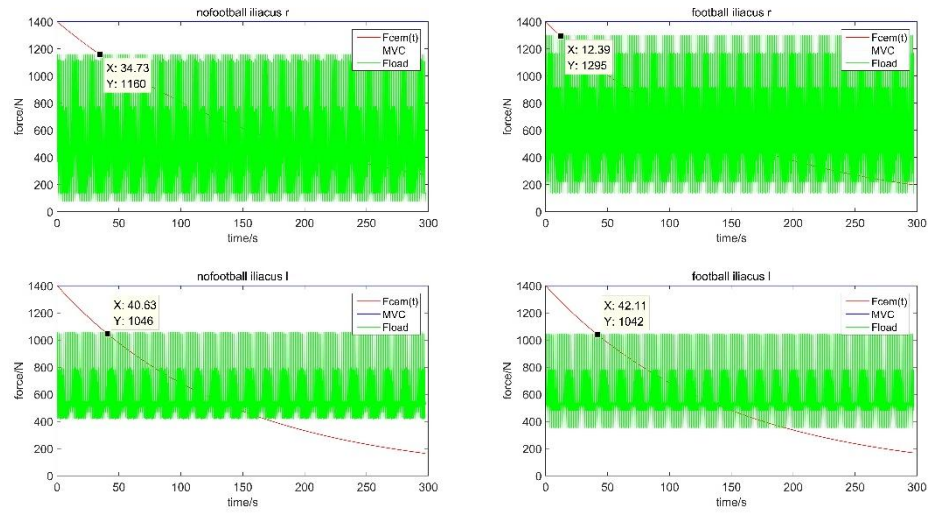 nofootball iliacus r
1400
1200
1000
800
600
400
200
0
force/N
0 50 100 150 200 250 300
time/s
X: 34.73
Y: 1160
Fcem(t)
MVC
Fload
football iliacus r
1400
1200
1000
800
600
400
200
0
force/N
0 50 100 150 200 250 300
time/s
X: 12.39
Y: 1295
Fcem(t)
MVC
Fload
nofootball iliacus l
1400
1200
1000
800
600
400
200
0
force/N
0 50 100 150 200 250 300
time/s
X: 40.63
Y: 1046
Fcem(t)
MVC
Fload
football iliacus l
1400
1200
1000
800
600
400
200
0
force/N
0 50 100 150 200 250 300
time/s
X: 42.11
Y: 1042
Fcem(t)
MVC
Fload